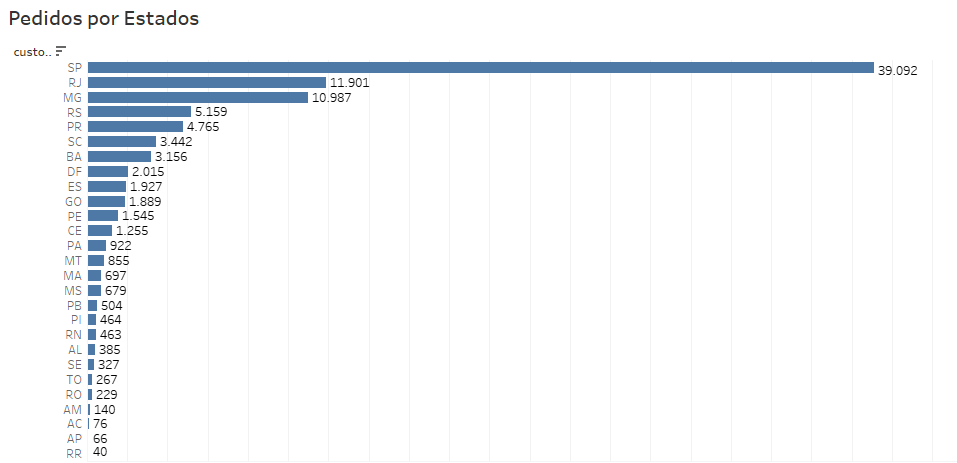 Pedidos por Estados
custo..
SP 39.092
RJ 11.901
MG 10.987
RS 5.159
PR 4.765
SC 3.442
BA 3.156
DF 2.015
ES 1.927
GO 1.889
PE 1.545
CE 1.255
PA 922
MT 855
MA 697
MS 679
PB 504
PI 464
RN 463
AL 385
SE 327
TO 267
RO 229
AM 140
AC 76
AP 66
RR 40